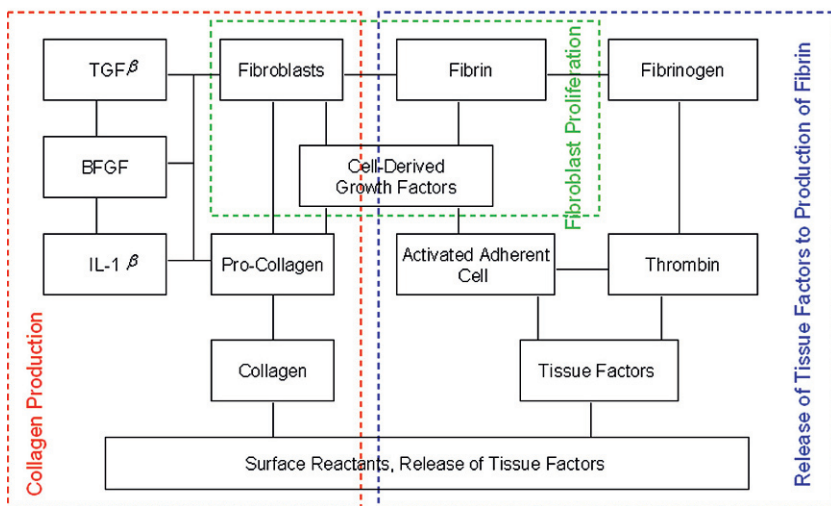 TGFβ
Fibroblasts
Fibrin
Fibrinogen
BFGF
Cell-Derived
Growth Factors
IL-1 β
Pro-Collagen
Activated Adherent
Cell
Thrombin
Collagen
Tissue Factors
Surface Reactants, Release of Tissue Factors
Collagen Production
Fibroblast Proliferation
Release of Tissue Factors to Production of Fibrin